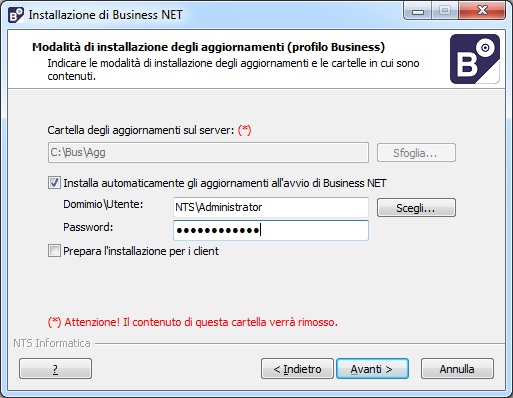 Installazione di Business NET
Modalità di installazione degli aggiornamenti (profilo Business)
Indicare le modalità di installazione degli aggiornamenti e le cartelle in cui sono
contenuti.
B
Cartella degli aggiornamenti sul server: (*)
C:\Bus\Agg
Sfoglia...
Installa automaticamente gli aggiornamenti all'avvio di Business NET
Domimio\Utente:
NTS\Administrator
Scegli...
Password:
●●●●●●●●●●●●
Prepara l'installazione per i client
(*) Attenzione! Il contenuto di questa cartella verrà rimosso.
NTS Informatica
?
< Indietro
Avanti >
Annulla